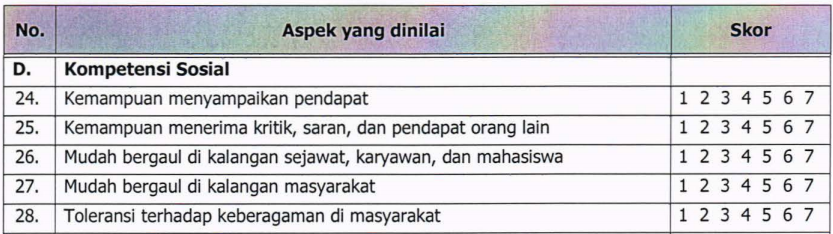 No. Aspek yang dinilai Skor
D. Kompetensi Sosial
24. Kemampuan menyampaikan pendapat 1 2 3 4 5 6 7
25. Kemampuan menerima kritik, saran, dan pendapat orang lain 1 2 3 4 5 6 7
26. Mudah bergaul di kalangan sejawat, karyawan, dan mahasiswa 1 2 3 4 5 6 7
27. Mudah bergaul di kalangan masyarakat 1 2 3 4 5 6 7
28. Toleransi terhadap keberagaman di masyarakat 1 2 3 4 5 6 7